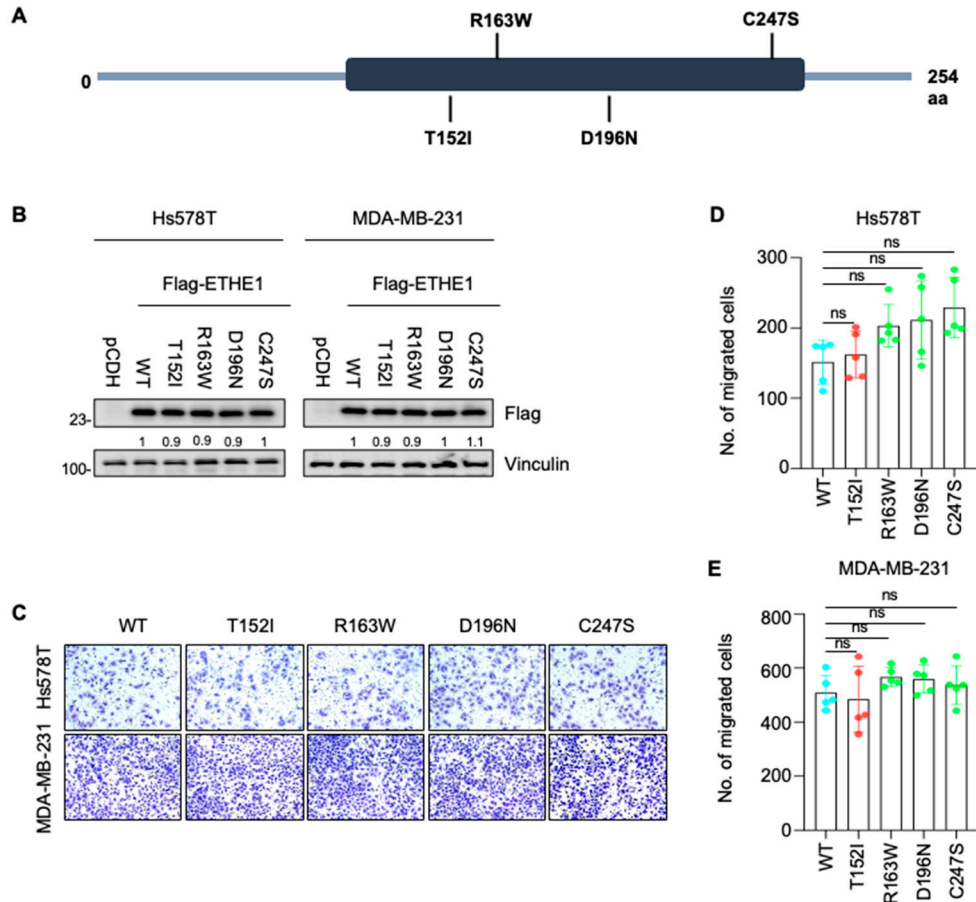 A
R163W
C247S
0
254
aa
T152I
D196N
B
Hs578T
MDA-MB-231
Flag-ETHE1
Flag-ETHE1
pCDH
WT
T152I
R163W
D196N
C247S
pCDH
WT
T152I
R163W
D196N
C247S
23-
Flag
1 0.9 0.9 0.9 1
1 0.9 0.9 1 1.1
100-
Vinculin
C
WT
T152I
R163W
D196N
C247S
Hs578T
MDA-MB-231
D
Hs578T
ns
ns
ns
ns
No. of migrated cells
300
200
100
0
WT
T152I
R163W
D196N
C247S
E
MDA-MB-231
ns
ns
ns
ns
No. of migrated cells
800
600
400
200
0
WT
T152I
R163W
D196N
C247S